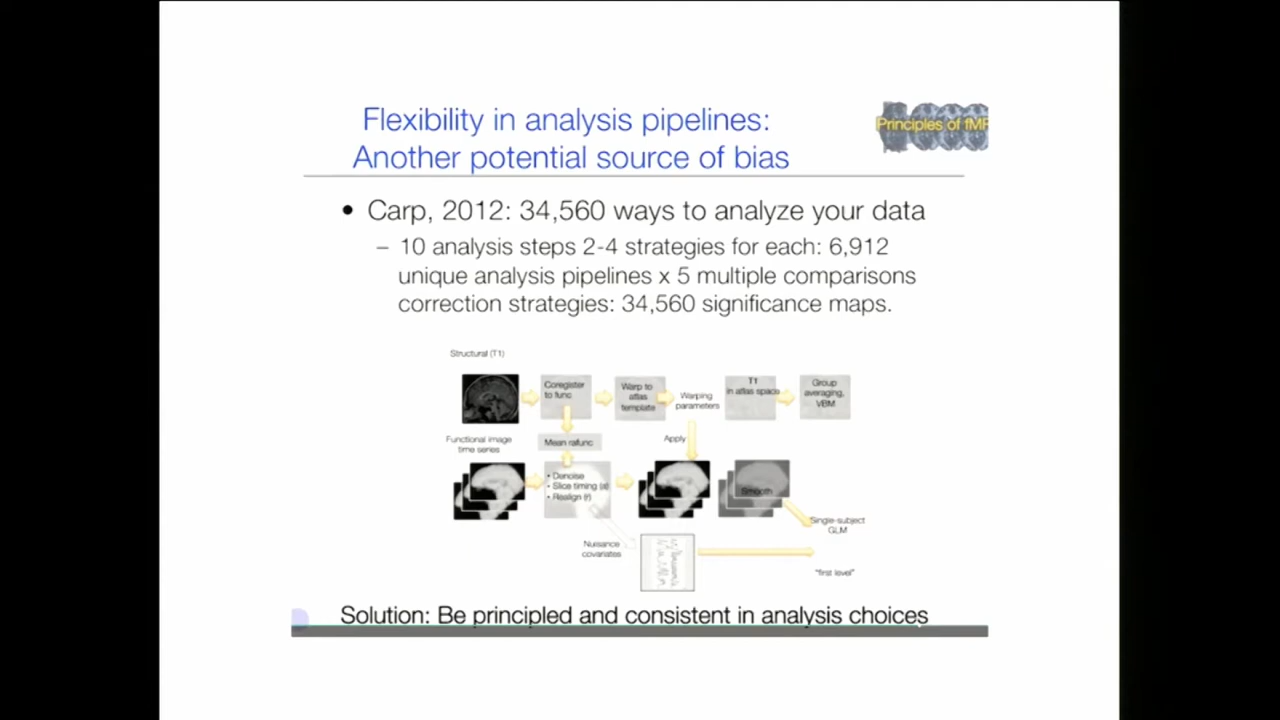 Flexibility in analysis pipelines:
Another potential source of bias
Principles of fMR
• Carp, 2012: 34,560 ways to analyze your data
– 10 analysis steps 2-4 strategies for each: 6,912
unique analysis pipelines x 5 multiple comparisons
correction strategies: 34,560 significance maps.
Structural (T1)
Coregister
to func
Warp to
atlas
template
Warping
parameters
T1
in atlas space
Group
averaging,
VBM
Functional image
time series
Mean rafunc
Apply
• Denoise
• Slice timing (a)
• Realign (r)
Smooth
Single-subject
GLM
Nuisance
covariates
"first level"
Solution: Be principled and consistent in analysis choices